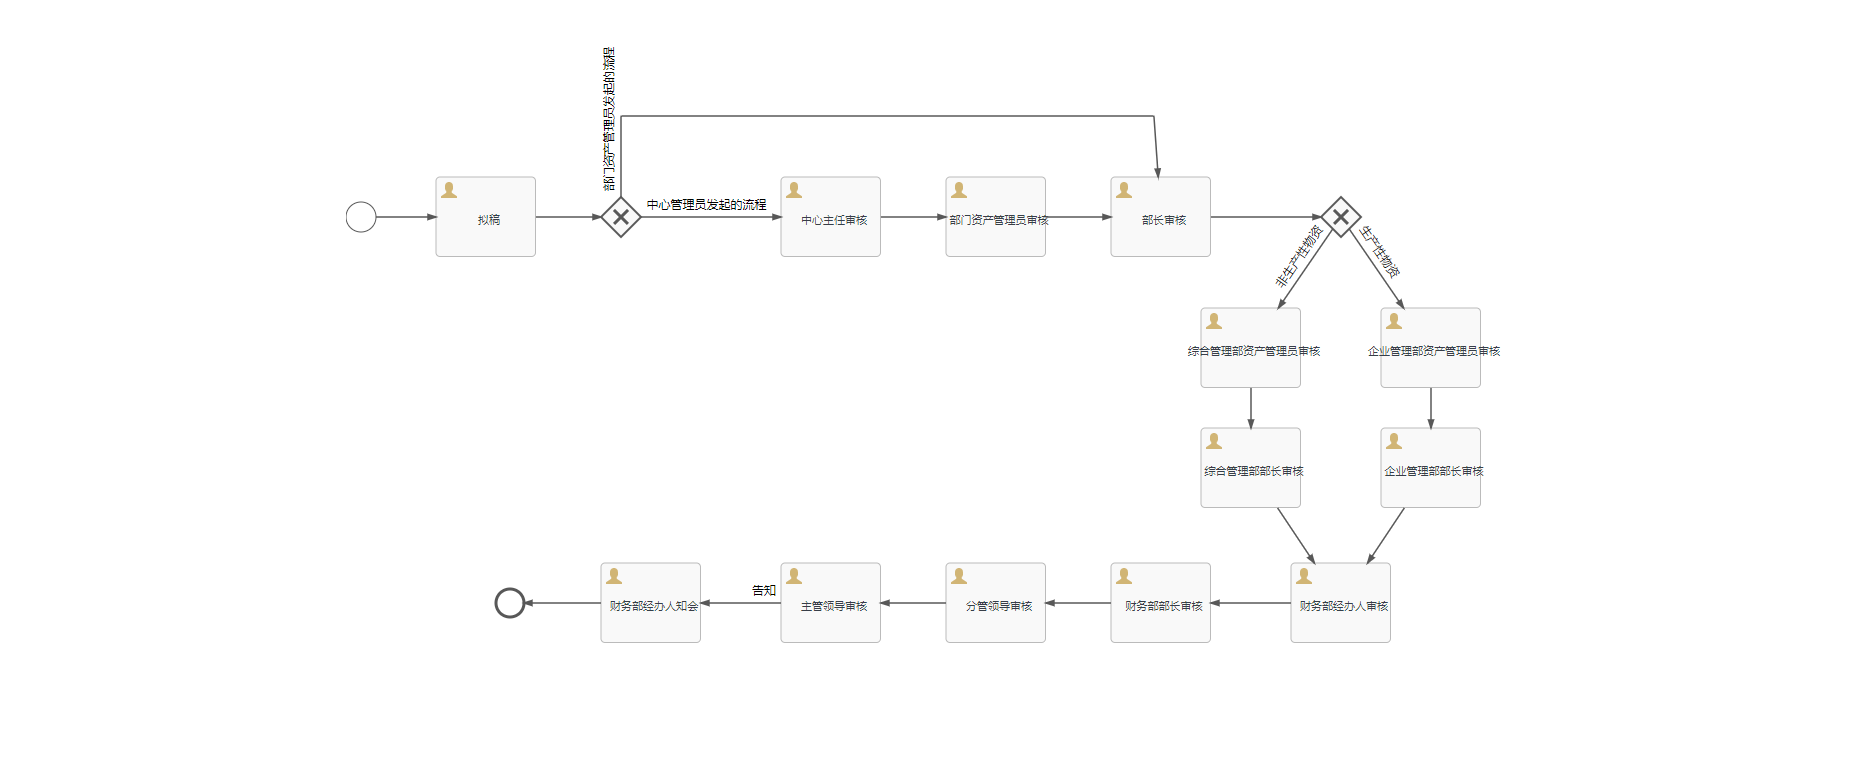 部门资产管理员发起的流程
拟稿
中心管理员发起的流程
中心主任审核
部门资产管理员审核
部长审核
非生产性物资
生产性物资
综合管理部资产管理员审核
企业管理部资产管理员审核
综合管理部部长审核
企业管理部部长审核
财务部经办人知会
告知
主管领导审核
分管领导审核
财务部部长审核
财务部经办人审核